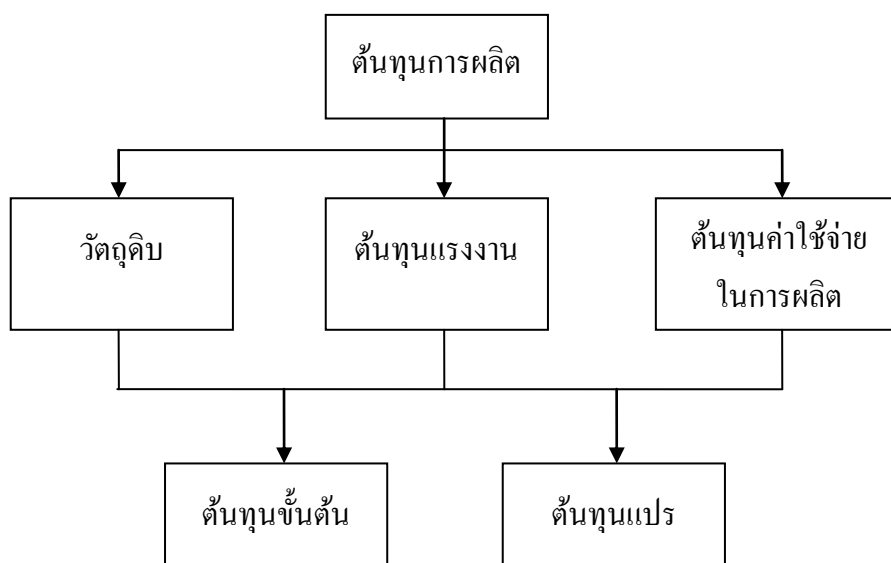 ต้นทุนการผลิต
วัตถุดิบ
ต้นทุนแรงงาน
ต้นทุนค่าใช้จ่าย
ในการผลิต
ต้นทุนขั้นต้น
ต้นทุนแปร